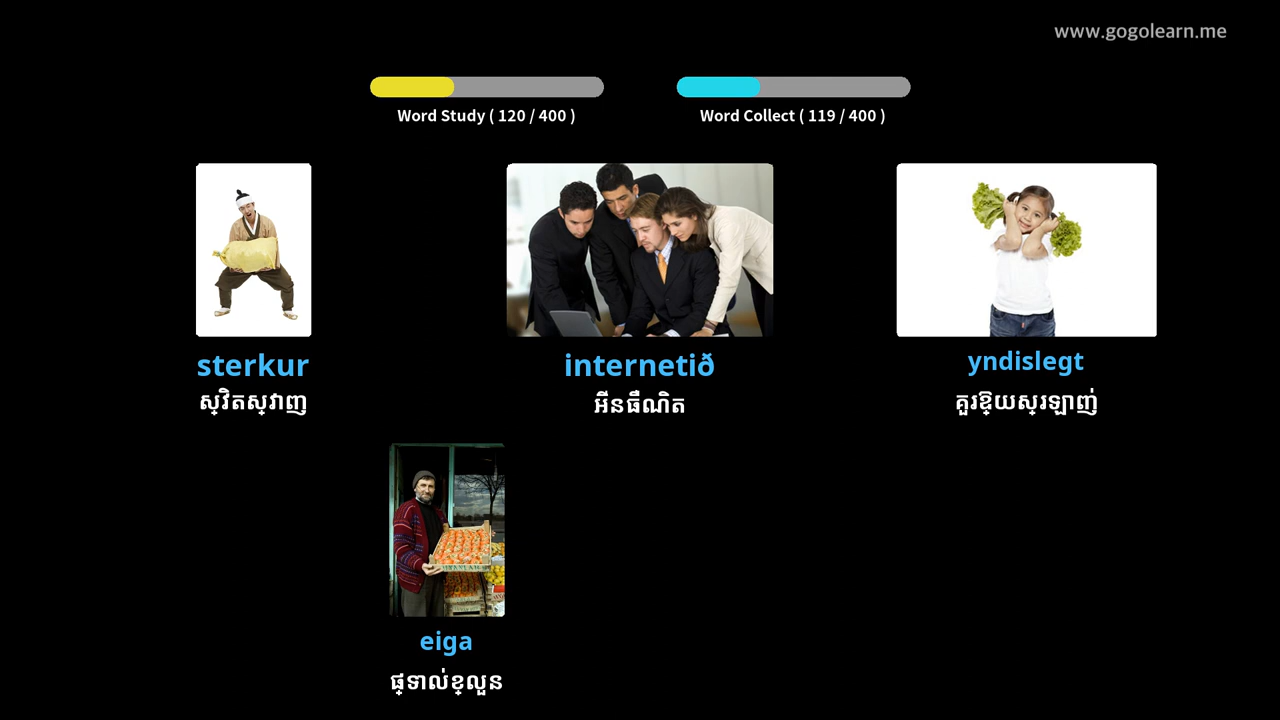 www.gogolearn.me
Word Study ( 120 / 400 )
Word Collect ( 119 / 400 )
sterkur
ស្វិតស្វាញ
internetið
អ៊ីនធឺណិត
yndislegt
គួរឱ្យស្រឡាញ់
eiga
ផ្ទាល់ខ្លួន